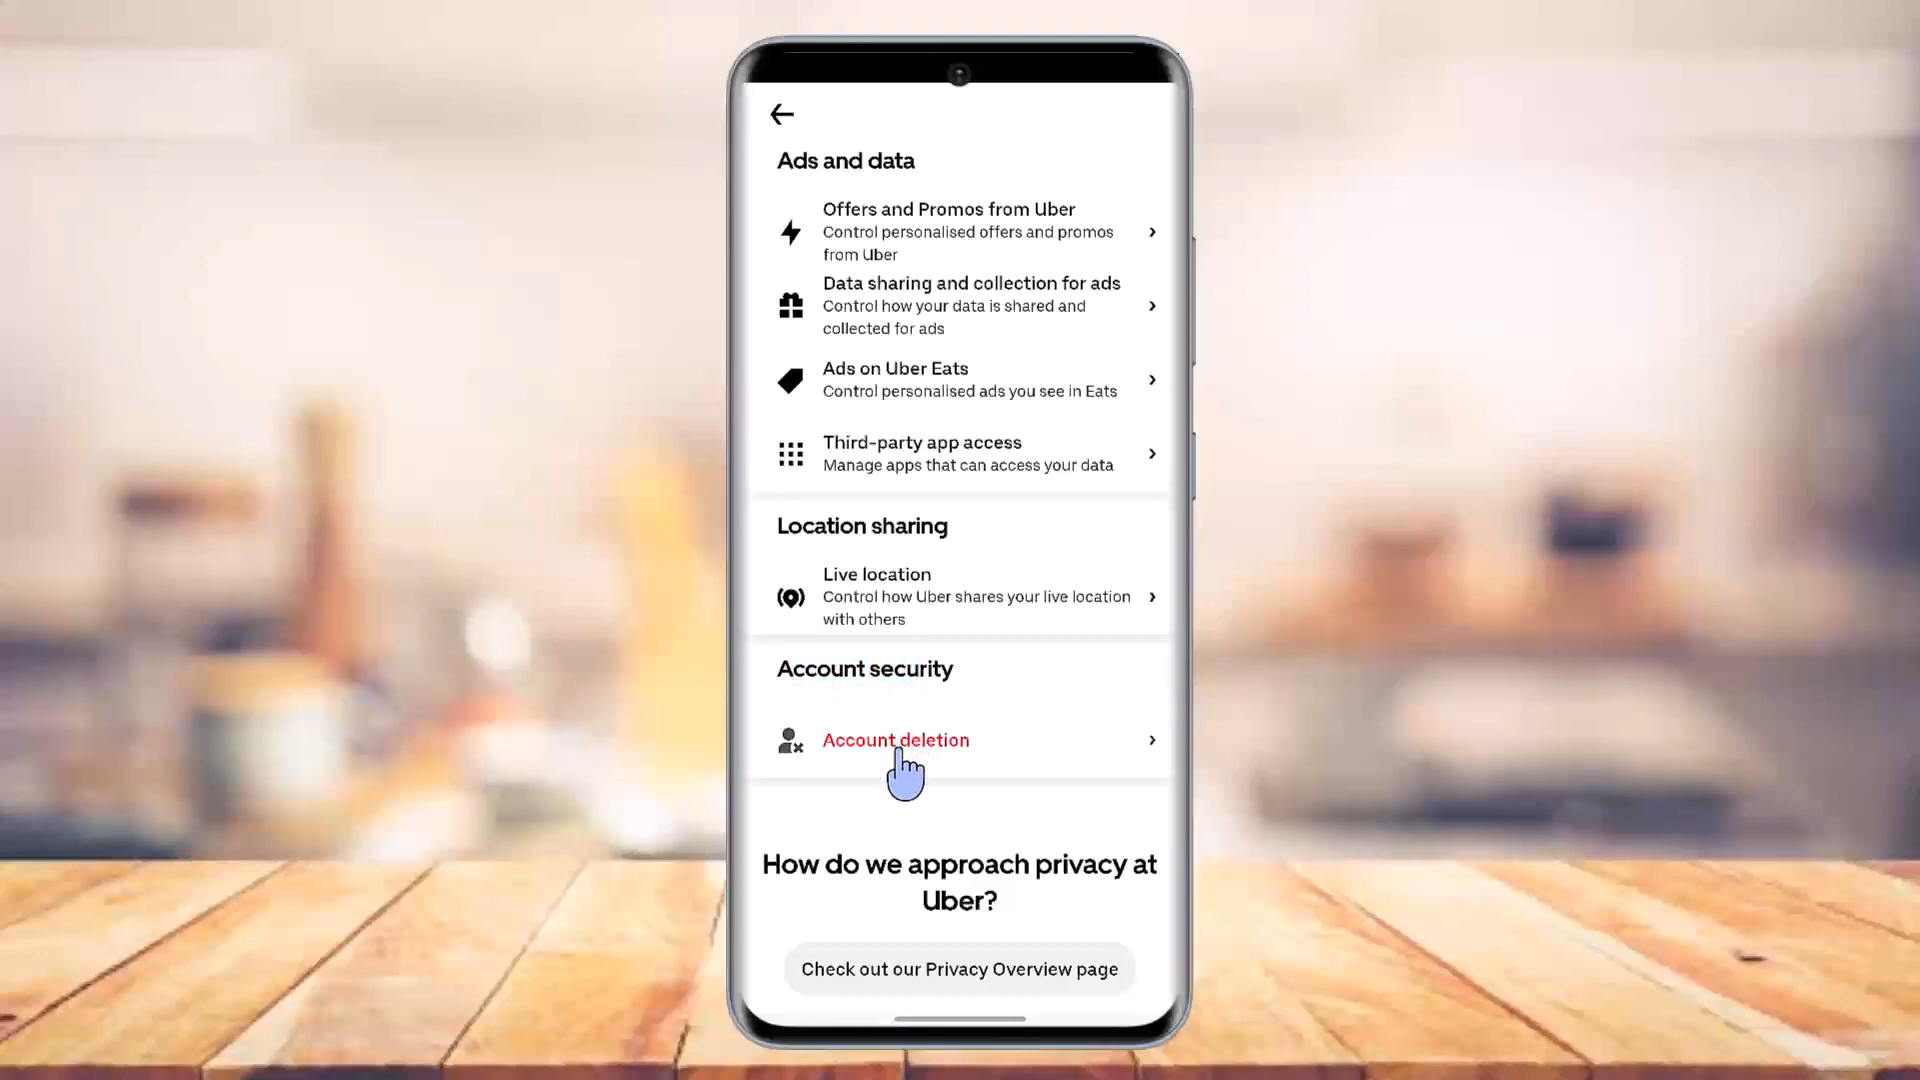 Ads and data
Offers and Promos from Uber
Control personalised offers and promos
from Uber
Data sharing and collection for ads
Control how your data is shared and
collected for ads
Ads on Uber Eats
Control personalised ads you see in Eats
Third-party app access
Manage apps that can access your data
Location sharing
Live location
Control how Uber shares your live location
with others
Account security
Account deletion
How do we approach privacy at
Uber?
Check out our Privacy Overview page